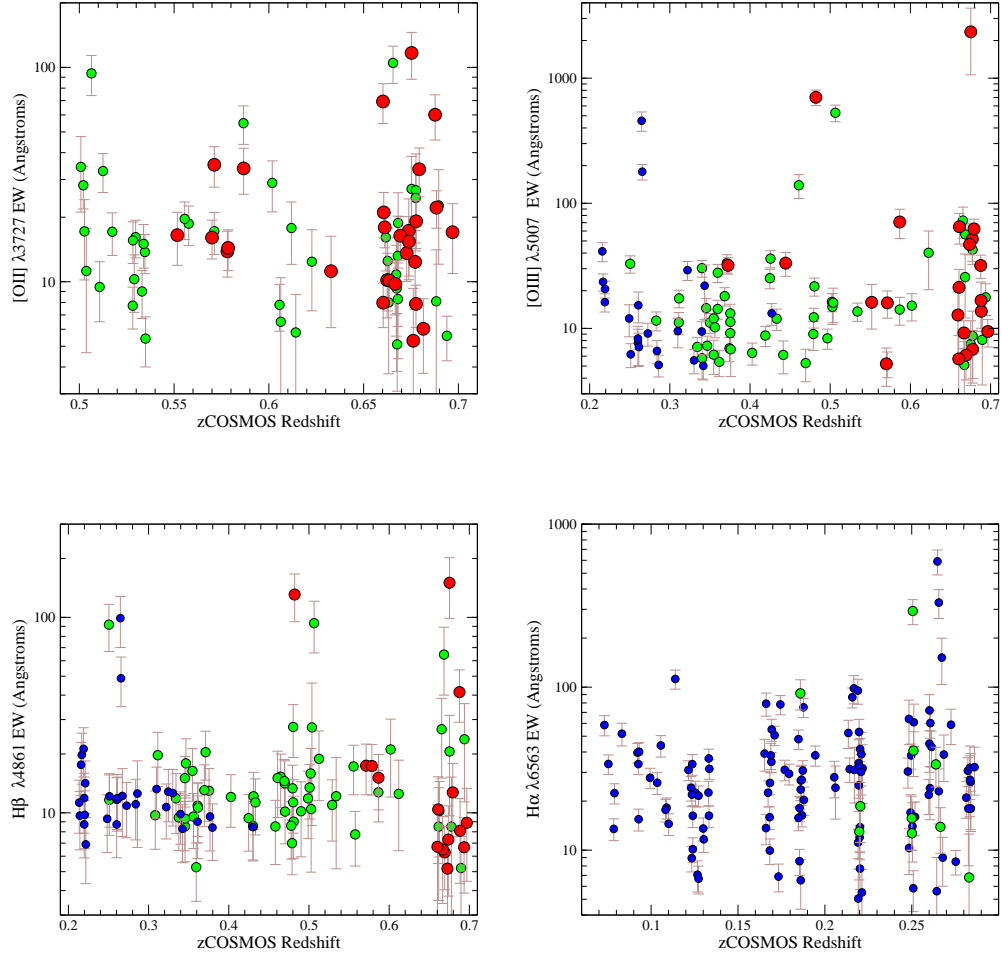 100
10
[OII] λ3727 EW (Angstroms)
0.5 0.55 0.6 0.65 0.7
zCOSMOS Redshift
1000
100
10
[OIII] λ5007 EW (Angstroms)
0.2 0.3 0.4 0.5 0.6 0.7
zCOSMOS Redshift
100
10
Hβ λ4861 EW (Angstroms)
0.2 0.3 0.4 0.5 0.6 0.7
zCOSMOS Redshift
1000
100
10
Hα λ6563 EW (Angstroms)
0.1 0.15 0.2 0.25
zCOSMOS Redshift